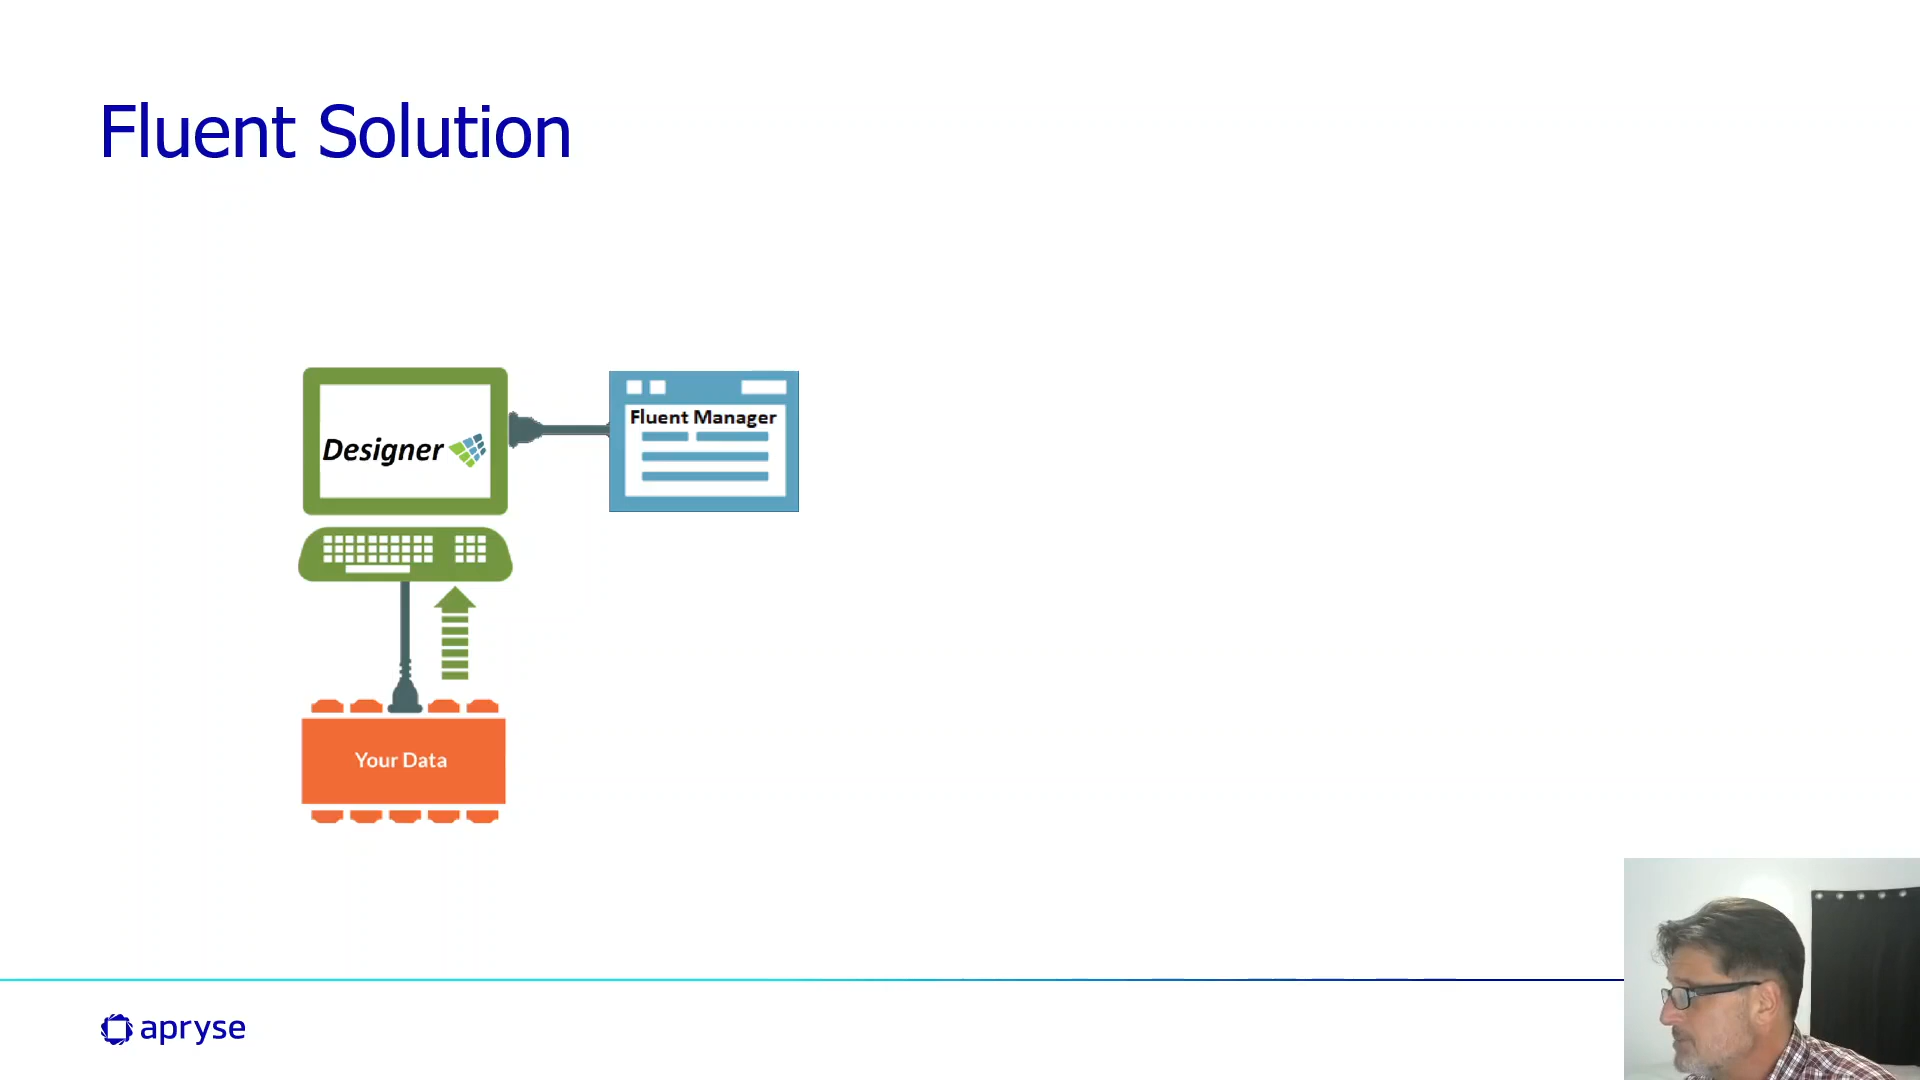 Fluent Solution
Designer
Fluent Manager
Your Data
apryse